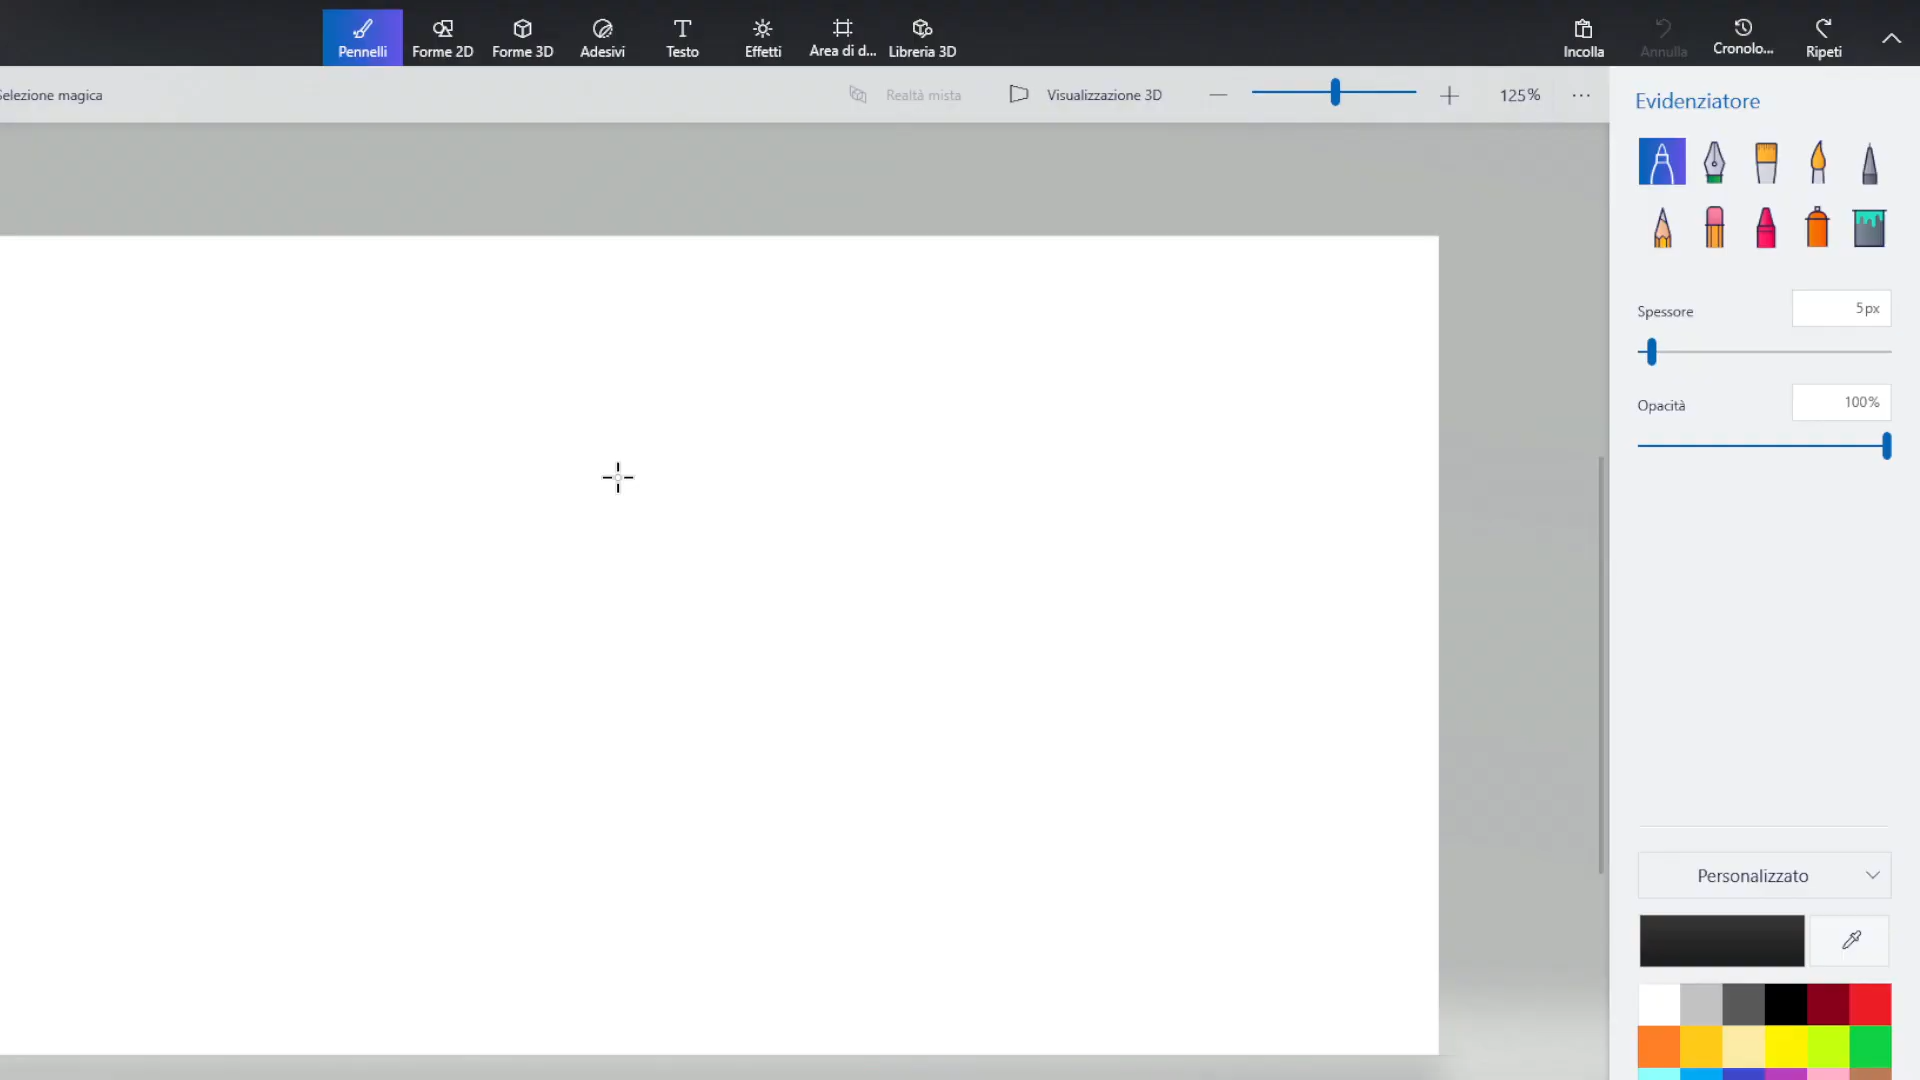 Pennelli
Forme 2D
Forme 3D
Adesivi
Testo
Effetti
Area di d...
Libreria 3D
Incolla
Annulla
Cronolo...
Ripeti
Selezione magica
Realtà mista
Visualizzazione 3D
125%
Evidenziatore
Spessore
5px
Opacità
100%
Personalizzato